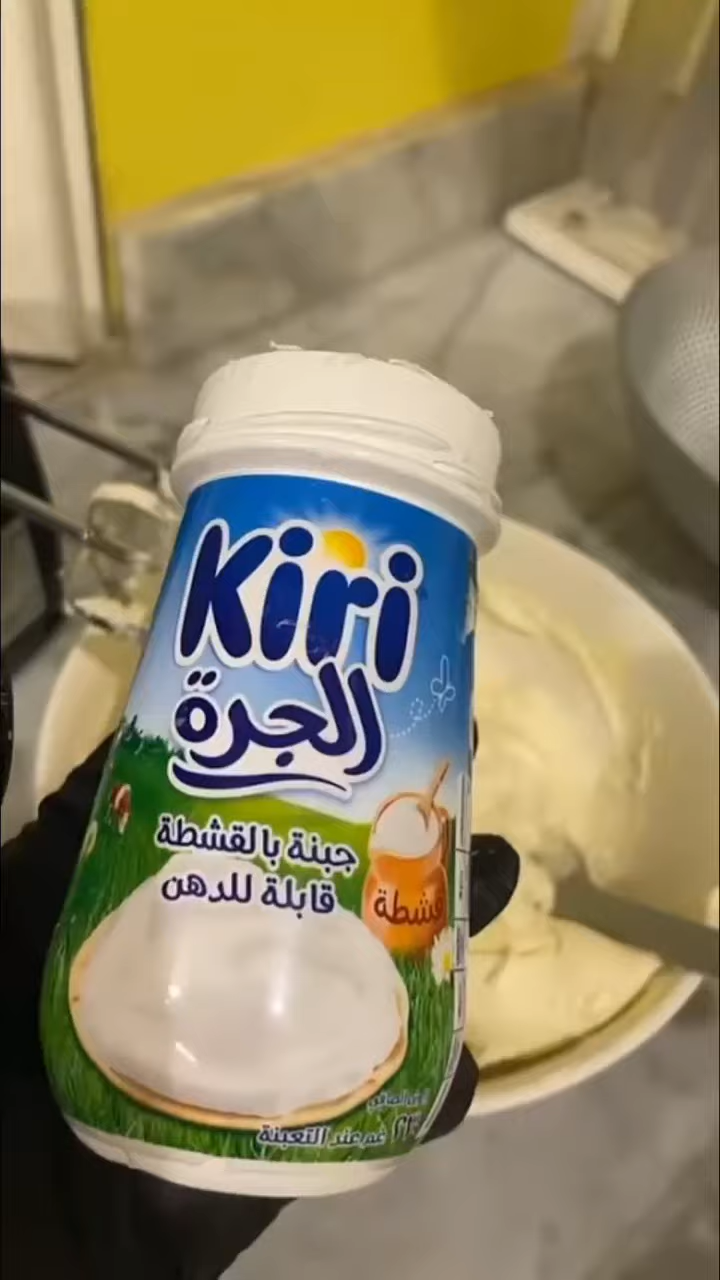 Kiri
الجرة
جبنة بالقشطة
قابلة للدهن
قشطة
غم عند التعبئة